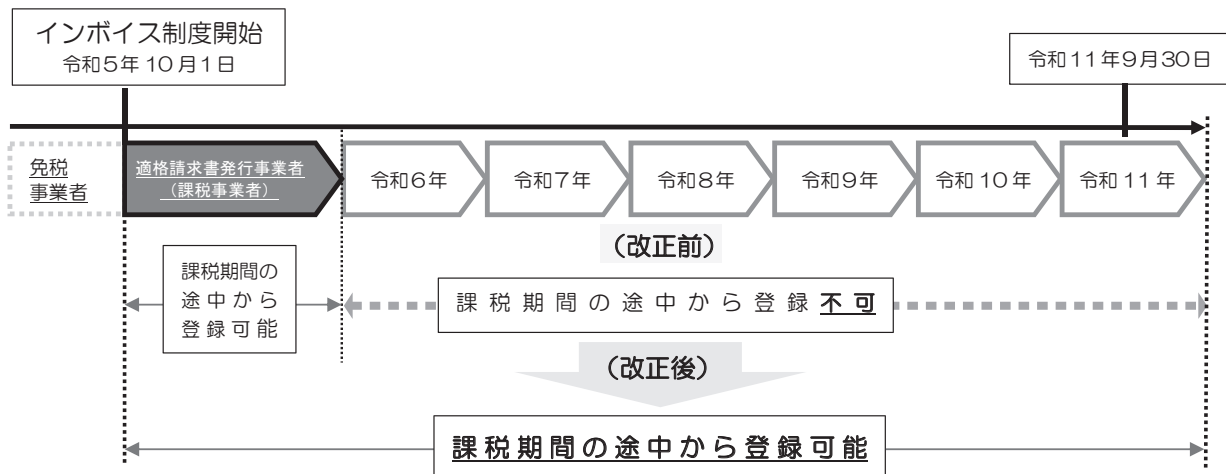 インボイス制度開始
令和5年10月1日
令和11年9月30日
免税
事業者
適格請求書発行事業者
（課税事業者）
令和6年
令和7年
令和8年
令和9年
令和10年
令和11年
（改正前）
課税期間の
途中から
登録可能
課税期間の途中から登録不可
（改正後）
課税期間の途中から登録可能